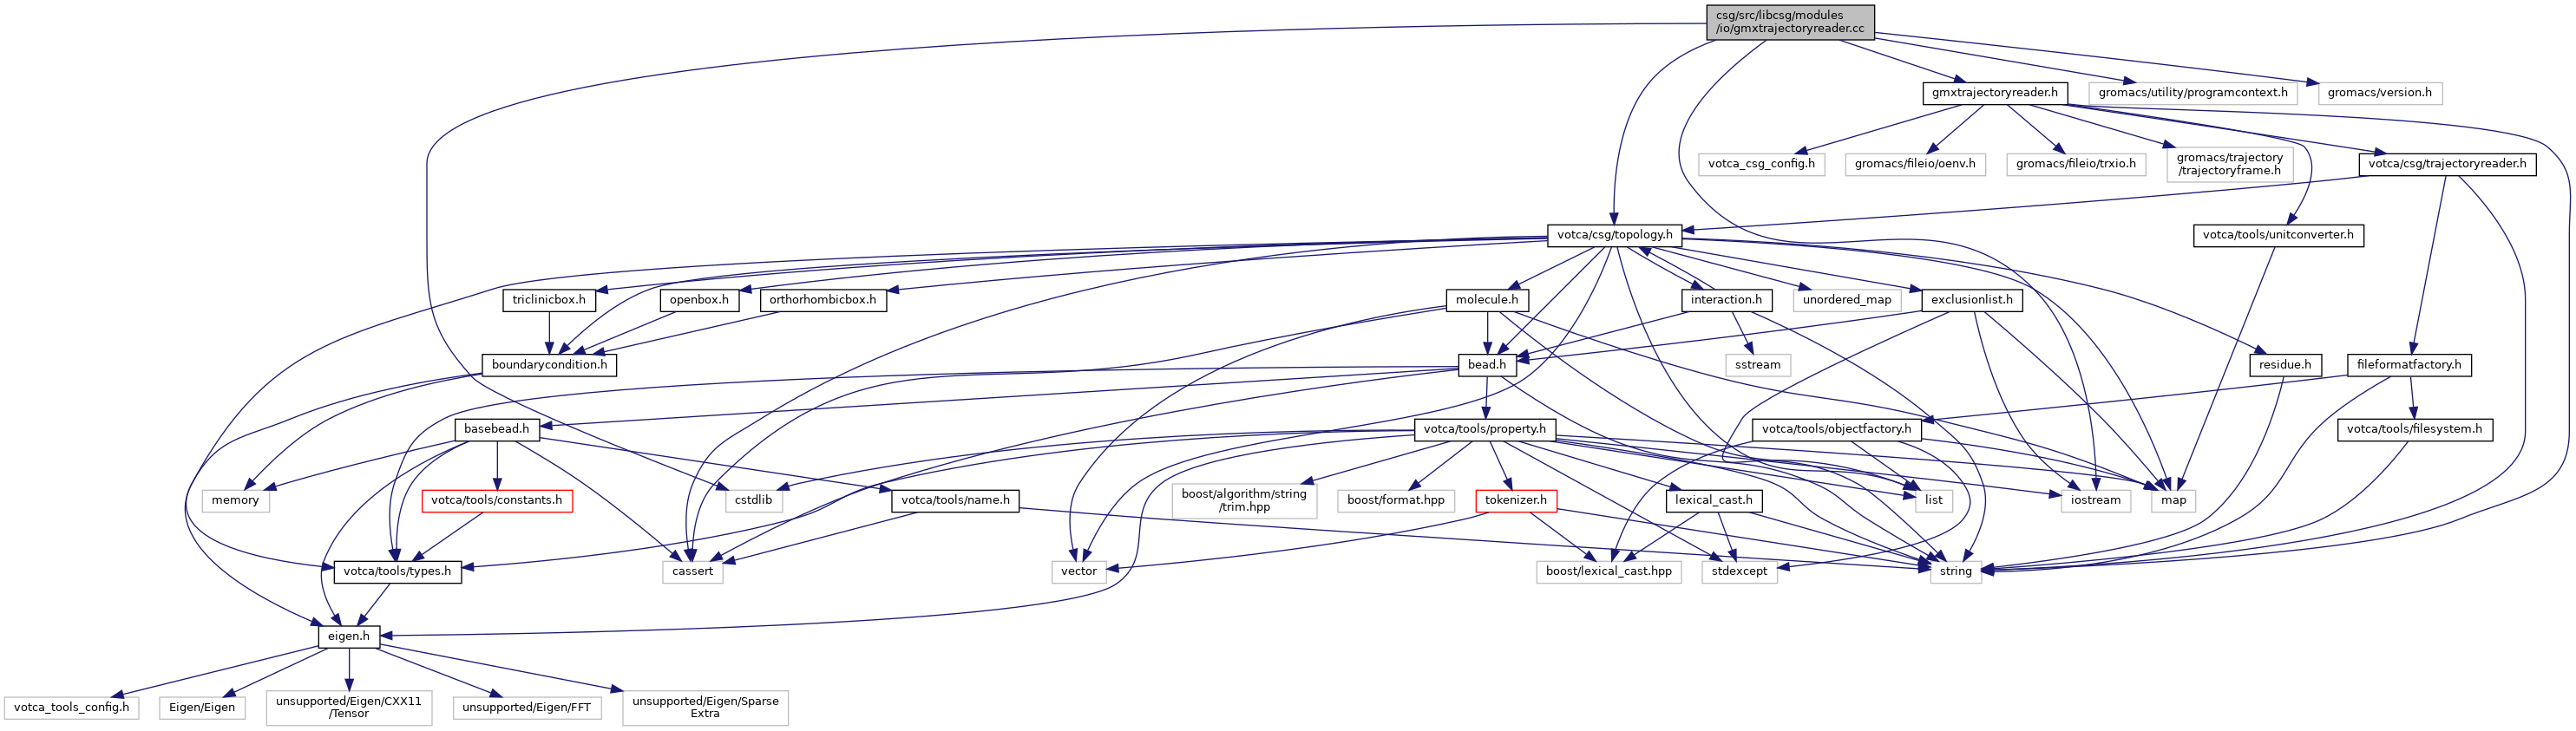 csg/src/libcsg/modules
/io/gmxtrajectoryreader.cc
gmxtrajectoryreader.h
gromacs/utility/programcontext.h
gromacs/version.h
votca_csg_config.h
gromacs/fileio/oenv.h
gromacs/fileio/trxio.h
gromacs/trajectory
/trajectoryframe.h
votca/csg/trajectoryreader.h
votca/csg/topology.h
votca/tools/unitconverter.h
triclinicbox.h
openbox.h
orthorhombicbox.h
molecule.h
interaction.h
unordered_map
exclusionlist.h
boundarycondition.h
bead.h
sstream
residue.h
fileformatfactory.h
basebead.h
votca/tools/property.h
votca/tools/objectfactory.h
votca/tools/filesystem.h
memory
votca/tools/constants.h
cstdlib
votca/tools/name.h
boost/algorithm/string
/trim.hpp
boost/format.hpp
tokenizer.h
lexical_cast.h
list
iostream
map
votca/tools/types.h
cassert
vector
boost/lexical_cast.hpp
stdexcept
string
eigen.h
votca_tools_config.h
Eigen/Eigen
unsupported/Eigen/CXX11
/Tensor
unsupported/Eigen/FFT
unsupported/Eigen/Sparse
Extra